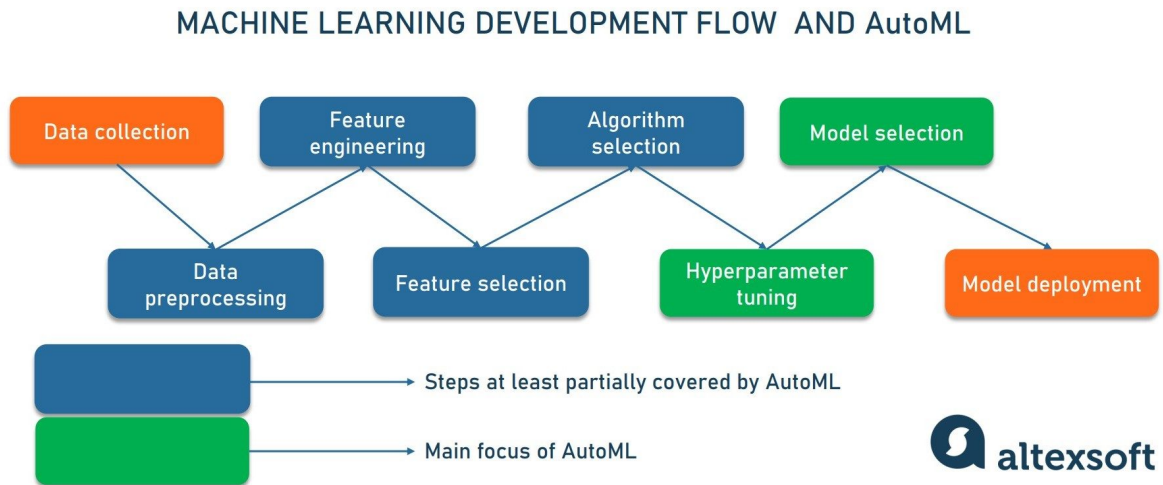 MACHINE LEARNING DEVELOPMENT FLOW AND AutoML
Data collection
Feature
engineering
Algorithm
selection
Model selection
Data
preprocessing
Feature selection
Hyperparameter
tuning
Model deployment
Steps at least partially covered by AutoML
Main focus of AutoML
altexsoft